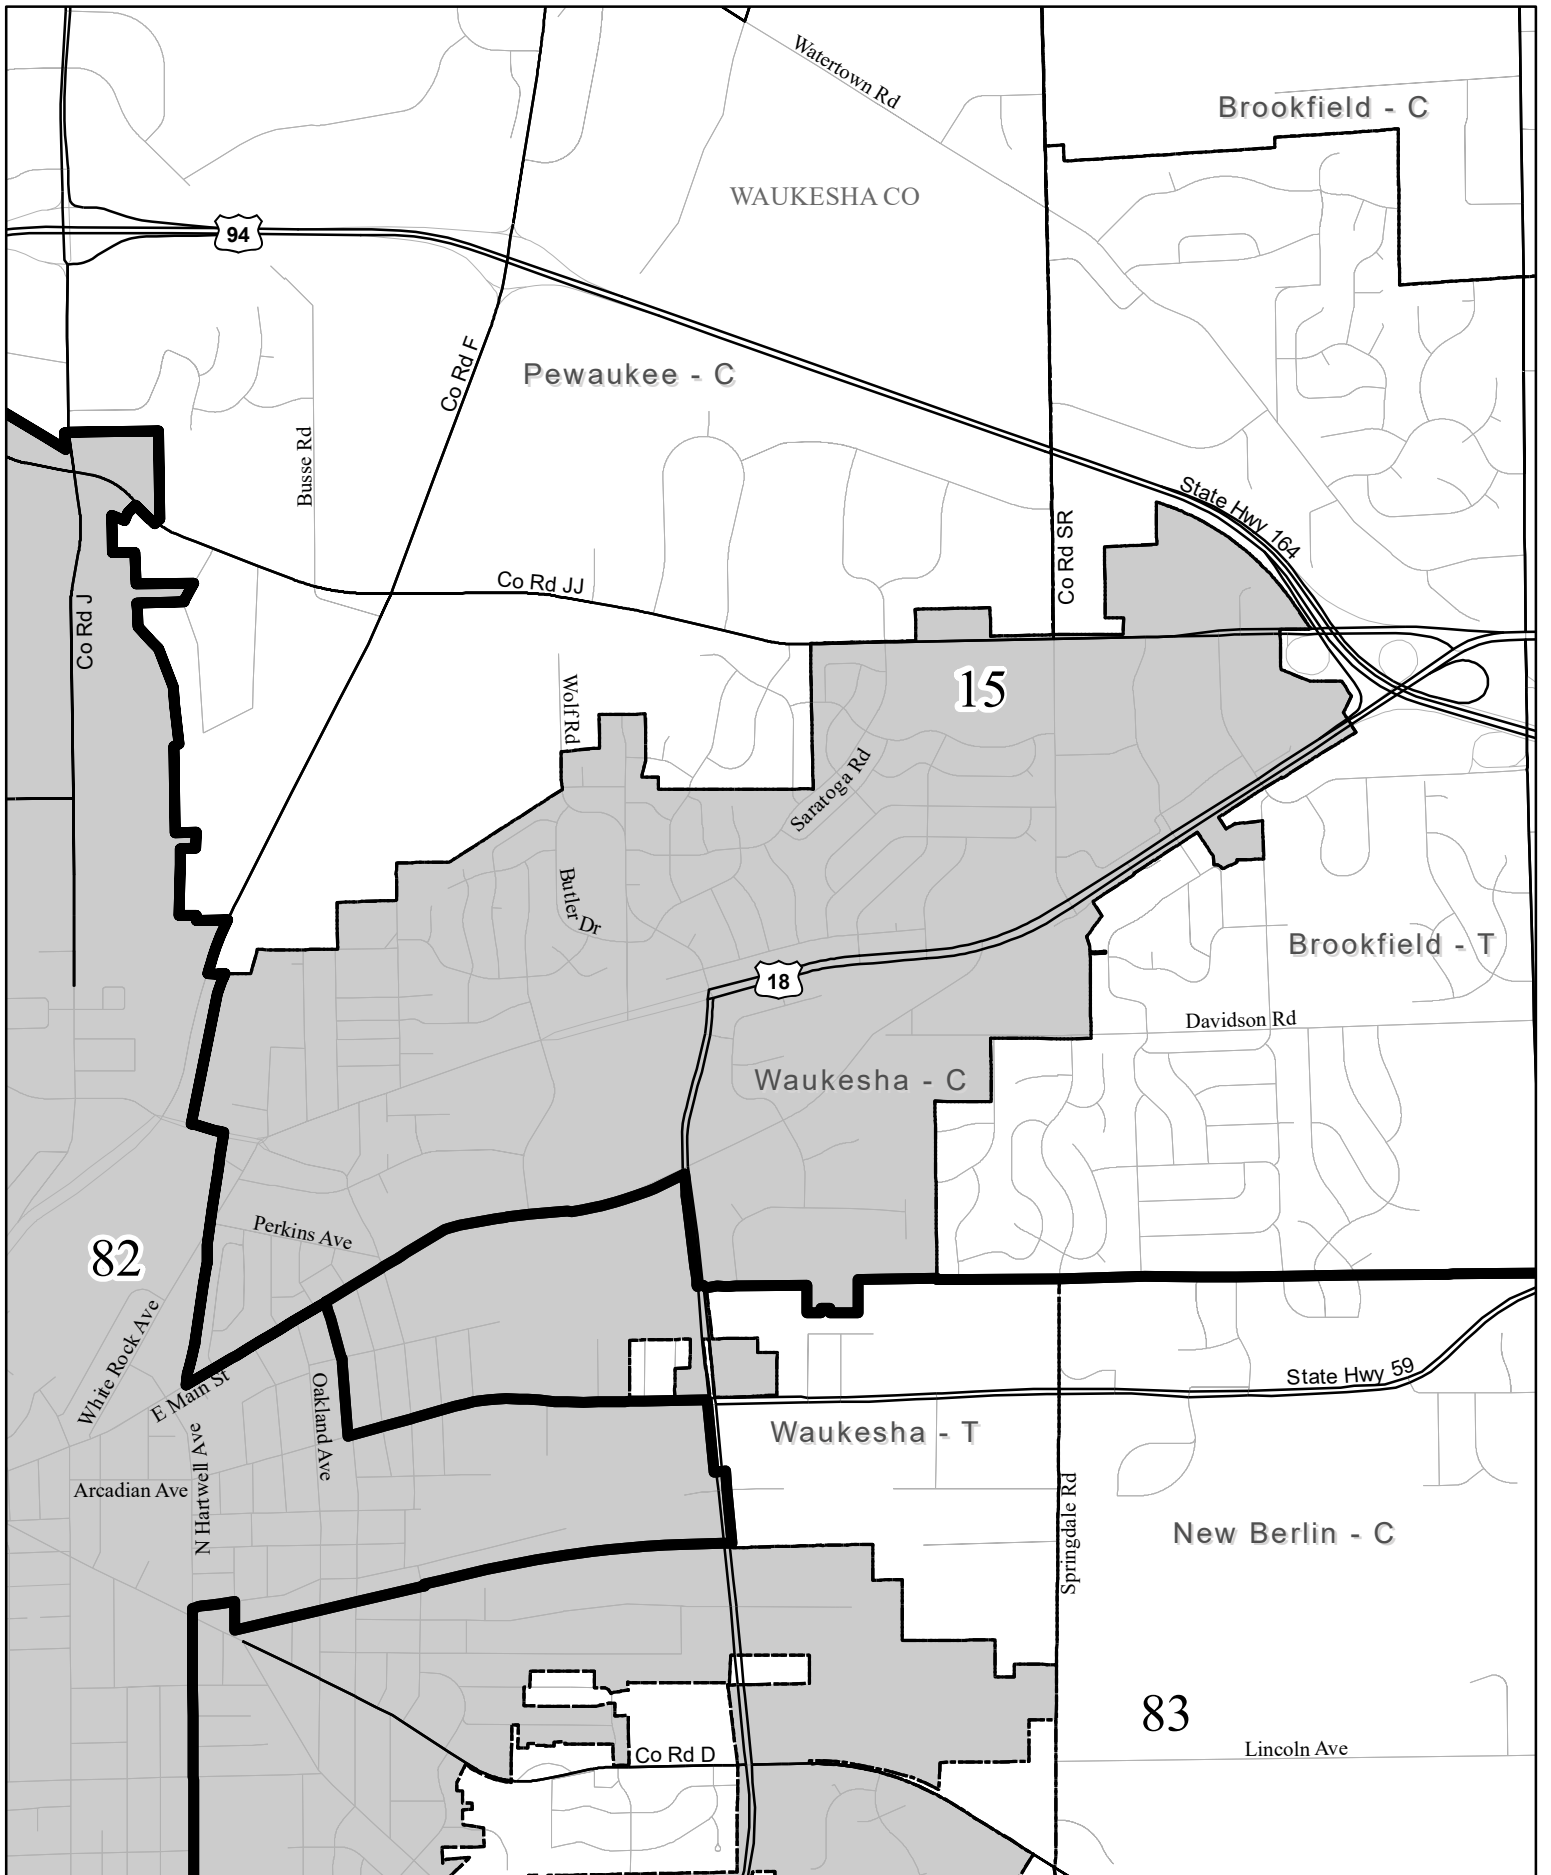 Watertown Rd
Brookfield - C
WAUKESHA CO
94
Co Rd F
Pewaukee - C
Busse Rd
State Hwy 164
Co Rd SR
Co Rd JJ
Co Rd J
15
Wolf Rd
Saratoga Rd
Butler Dr
Brookfield - T
18
Davidson Rd
Waukesha - C
Perkins Ave
82
White Rock Ave
E Main St
Oakland Ave
State Hwy 59
N Hartwell Ave
Waukesha - T
Arcadian Ave
Springdale Rd
New Berlin - C
83
Co Rd D
Lincoln Ave